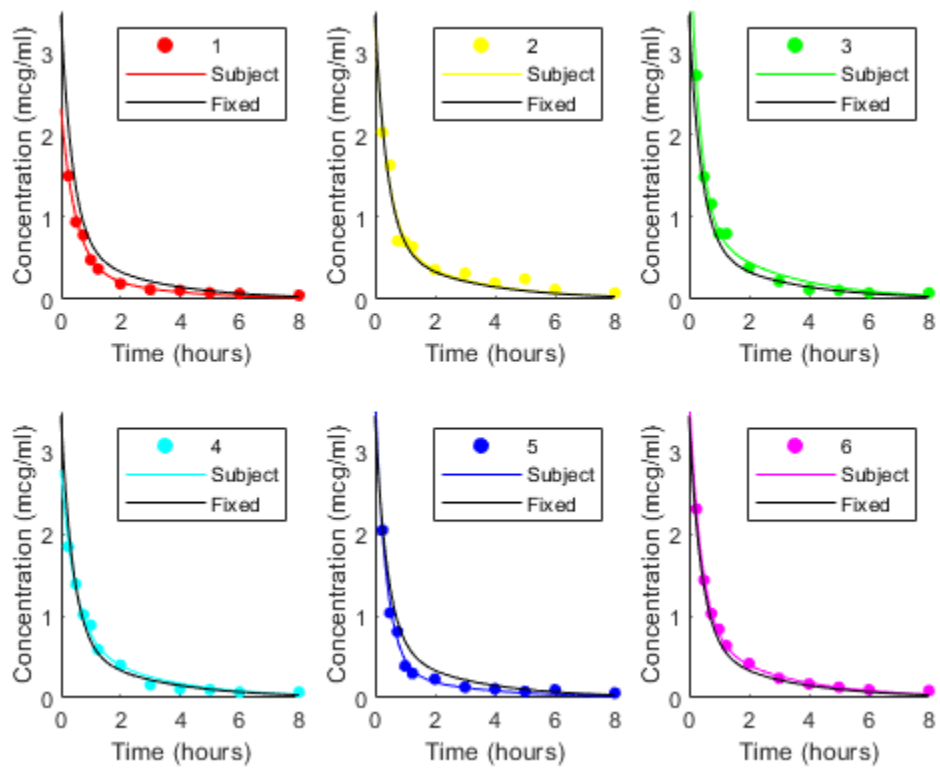 Concentration (mcg/ml)
3
2
1
0
1
Subject
Fixed
0 2 4 6 8
Time (hours)
Concentration (mcg/ml)
3
2
1
0
2
Subject
Fixed
0 2 4 6 8
Time (hours)
Concentration (mcg/ml)
3
2
1
0
3
Subject
Fixed
0 2 4 6 8
Time (hours)
Concentration (mcg/ml)
3
2
1
0
4
Subject
Fixed
0 2 4 6 8
Time (hours)
Concentration (mcg/ml)
3
2
1
0
5
Subject
Fixed
0 2 4 6 8
Time (hours)
Concentration (mcg/ml)
3
2
1
0
6
Subject
Fixed
0 2 4 6 8
Time (hours)